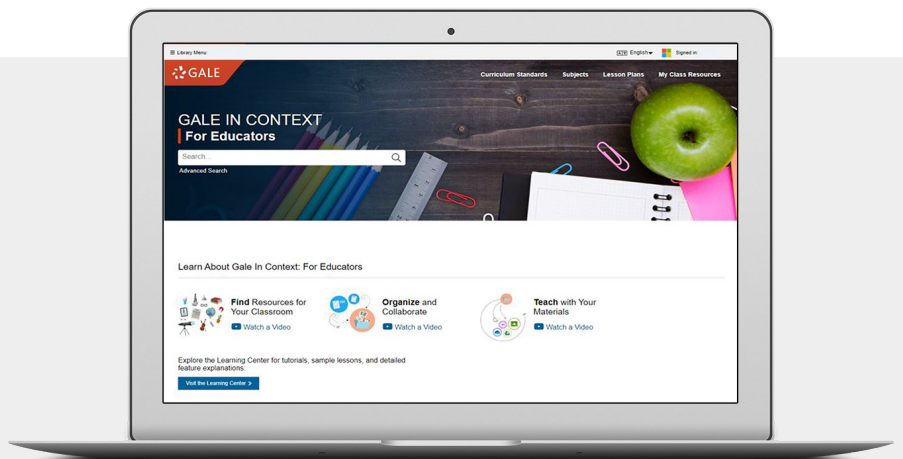 Library Menu
English
Signed in
GALE
Curriculum Standards
Subjects
Lesson Plans
My Class Resources
GALE IN CONTEXT
For Educators
Search...
Advanced Search
Learn About Gale In Context: For Educators
Find Resources for
Your Classroom
Watch a Video
Organize and
Collaborate
Watch a Video
Teach with Your
Materials
Watch a Video
Explore the Learning Center for tutorials, sample lessons, and detailed
feature explanations:
Visit the Learning Center >